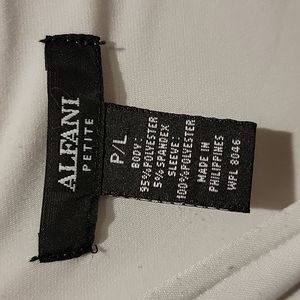 ALFANI
PETITE
P/L
BODY:
95%POLYESTER
5%SPANDEX
SLEEVE:
100%POLYESTER
MADE IN
PHILIPPINES
WPL 8046